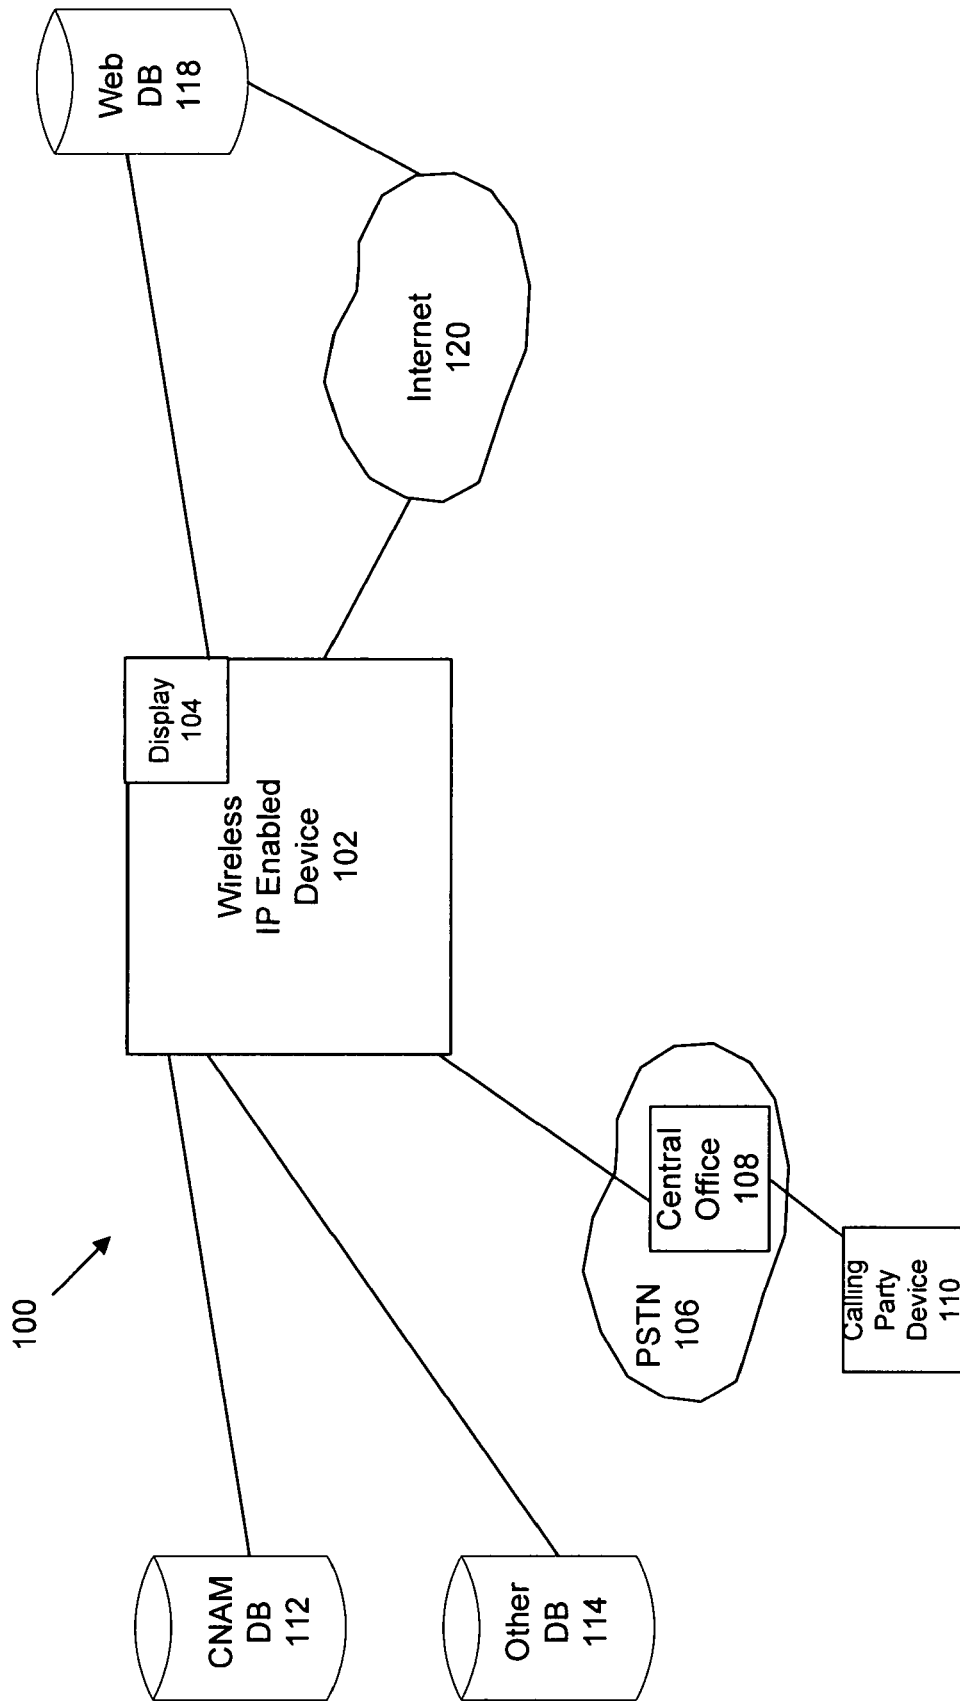 100
CNAM
DB
112
Other
DB
114
Wireless
IP Enabled
Device
102
Display
104
PSTN
106
Central
Office
108
Calling
Party
Device
110
Web
DB
118
Internet
120